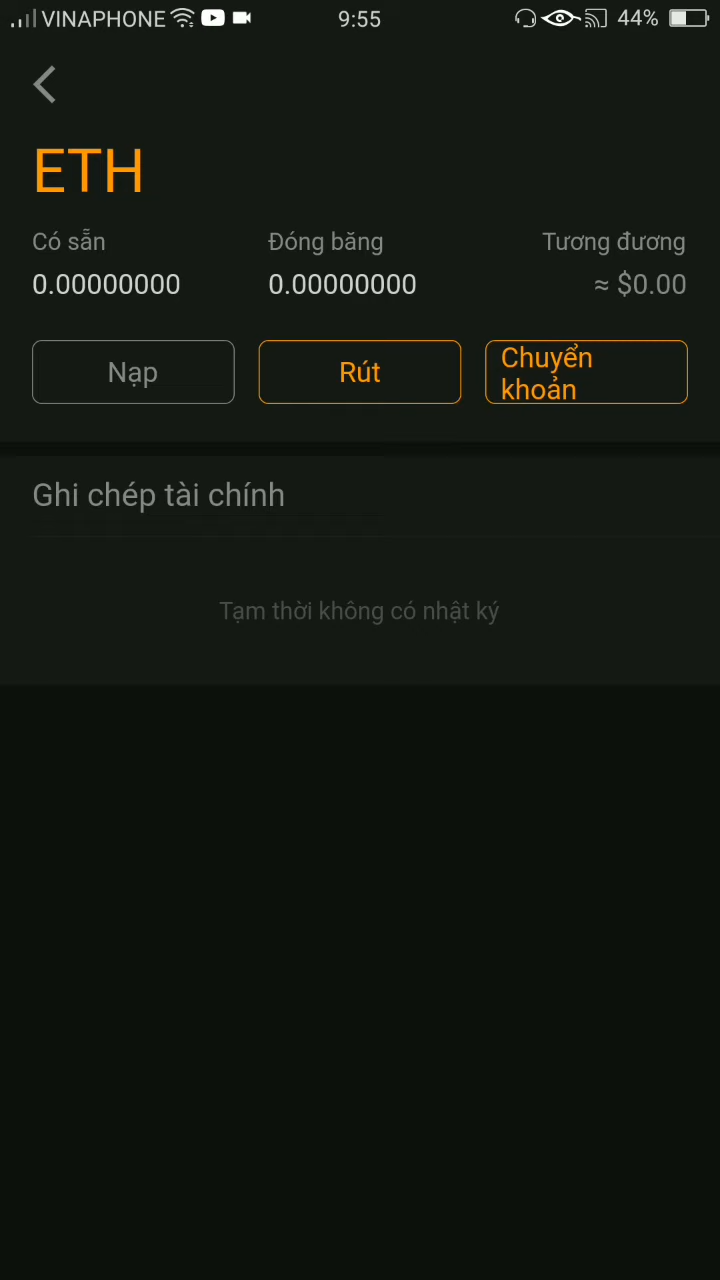 VINAPHONE 9:55 44%
ETH
Có sẵn Đóng băng Tương đương
0.00000000 0.00000000 ≈ $0.00
Nạp Rút Chuyển khoản
Ghi chép tài chính
Tạm thời không có nhật ký